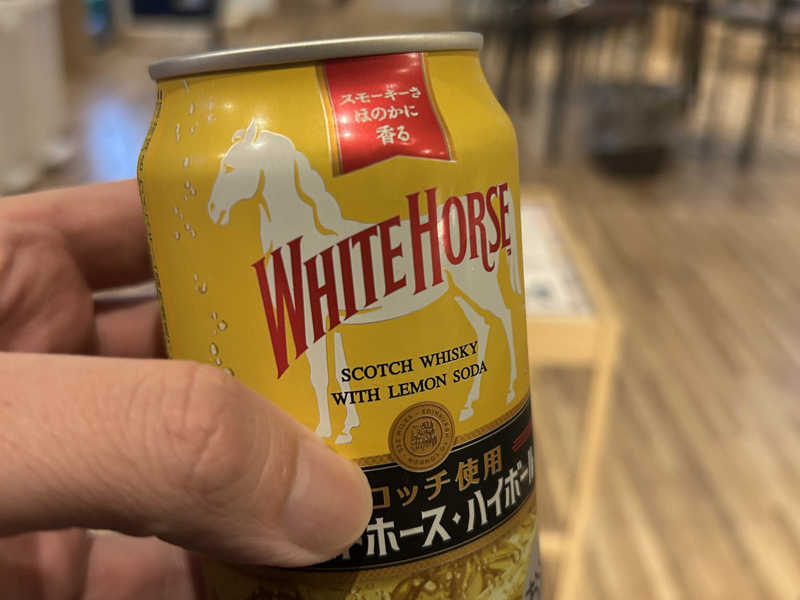 スモーキーさ
ほのかに
香る
WHITE HORSE
SCOTCH WHISKY
WITH LEMON SODA
コッチ使用
ホース・ハイボール